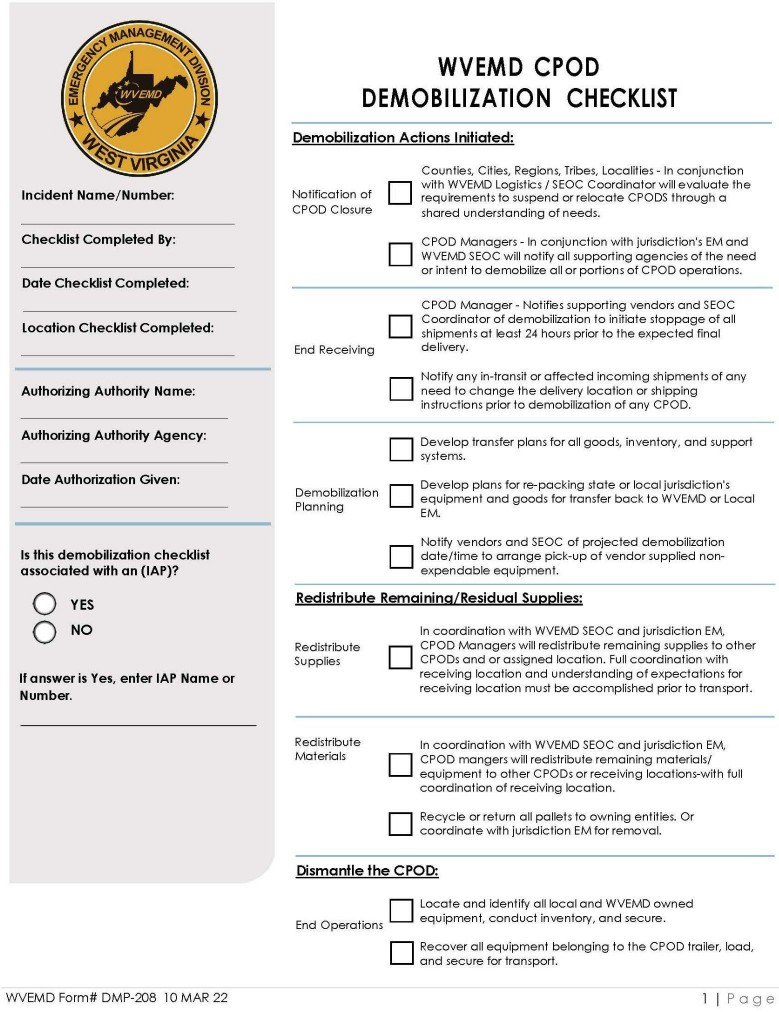 EMERGENCY MANAGEMENT DIVISION
WVEMD
WEST VIRGINIA
Incident Name/Number:
Checklist Completed By:
Date Checklist Completed:
Location Checklist Completed:
Authorizing Authority Name:
Authorizing Authority Agency:
Date Authorization Given:
Is this demobilization checklist
associated with an (IAP)?
YES
NO
If answer is Yes, enter IAP Name or
Number.
WVEMD CPOD
DEMOBILIZATION CHECKLIST
Demobilization Actions Initiated:
Notification of
CPOD Closure
Counties, Cities, Regions, Tribes, Localities - In conjunction
with WVEMD Logistics / SEOC Coordinator will evaluate the
requirements to suspend or relocate CPODS through a
shared understanding of needs.
CPOD Managers - In conjunction with jurisdiction's EM and
WVEMD SEOC will notify all supporting agencies of the need
or intent to demobilize all or portions of CPOD operations.
End Receiving
CPOD Manager - Notifies supporting vendors and SEOC
Coordinator of demobilization to initiate stoppage of all
shipments at least 24 hours prior to the expected final
delivery.
Notify any in-transit or affected incoming shipments of any
need to change the delivery location or shipping
instructions prior to demobilization of any CPOD.
Demobilization
Planning
Develop transfer plans for all goods, inventory, and support
systems.
Develop plans for re-packing state or local jurisdiction's
equipment and goods for transfer back to WVEMD or Local
EM.
Notify vendors and SEOC of projected demobilization
date/time to arrange pick-up of vendor supplied non-
expendable equipment.
Redistribute Remaining/Residual Supplies:
Redistribute
Supplies
In coordination with WVEMD SEOC and jurisdiction EM,
CPOD Managers will redistribute remaining supplies to other
CPODs and or assigned location. Full coordination with
receiving location and understanding of expectations for
receiving location must be accomplished prior to transport.
Redistribute
Materials
In coordination with WVEMD SEOC and jurisdiction EM,
CPOD mangers will redistribute remaining materials/
equipment to other CPODs or receiving locations-with full
coordination of receiving location.
Recycle or return all pallets to owning entities. Or
coordinate with jurisdiction EM for removal.
Dismantle the CPOD:
End Operations
Locate and identify all local and WVEMD owned
equipment, conduct inventory, and secure.
Recover all equipment belonging to the CPOD trailer, load,
and secure for transport.
WVEMD Form# DMP-208 10 MAR 22
1 | Page